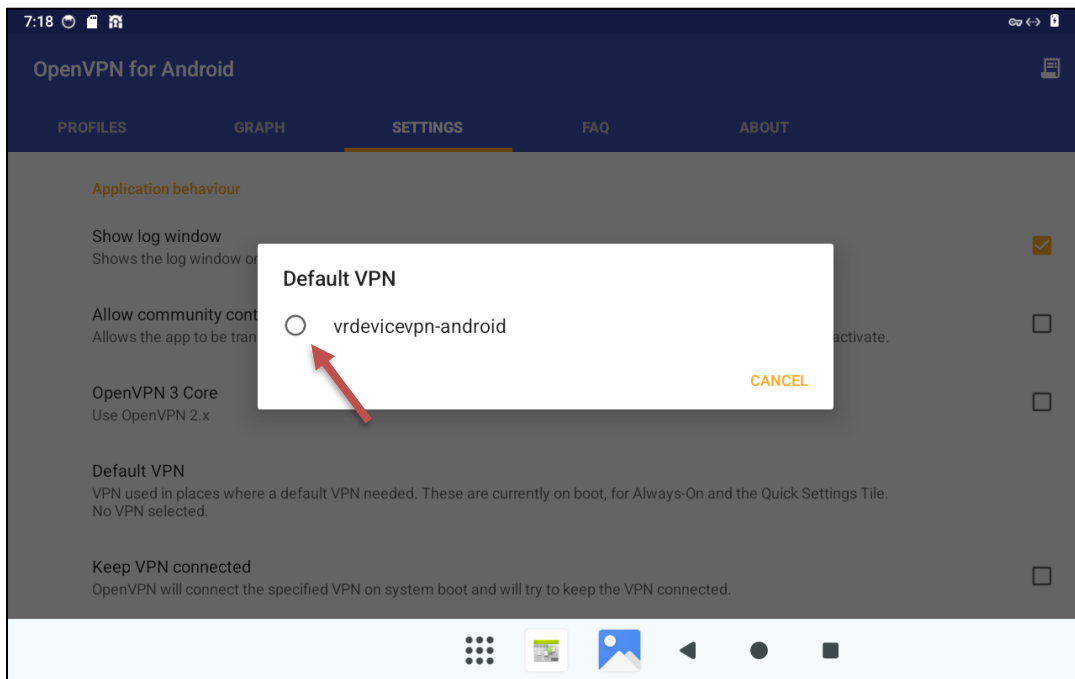 7:18
OpenVPN for Android
PROFILES GRAPH SETTINGS FAQ ABOUT
Application behaviour
Show log window
Shows the log window on
Allow community cont
Allows the app to be tran activate.
OpenVPN 3 Core
Use OpenVPN 2.x
Default VPN
vrdevicevpn-android
CANCEL
Default VPN
VPN used in places where a default VPN needed. These are currently on boot, for Always-On and the Quick Settings Tile.
No VPN selected.
Keep VPN connected
OpenVPN will connect the specified VPN on system boot and will try to keep the VPN connected.